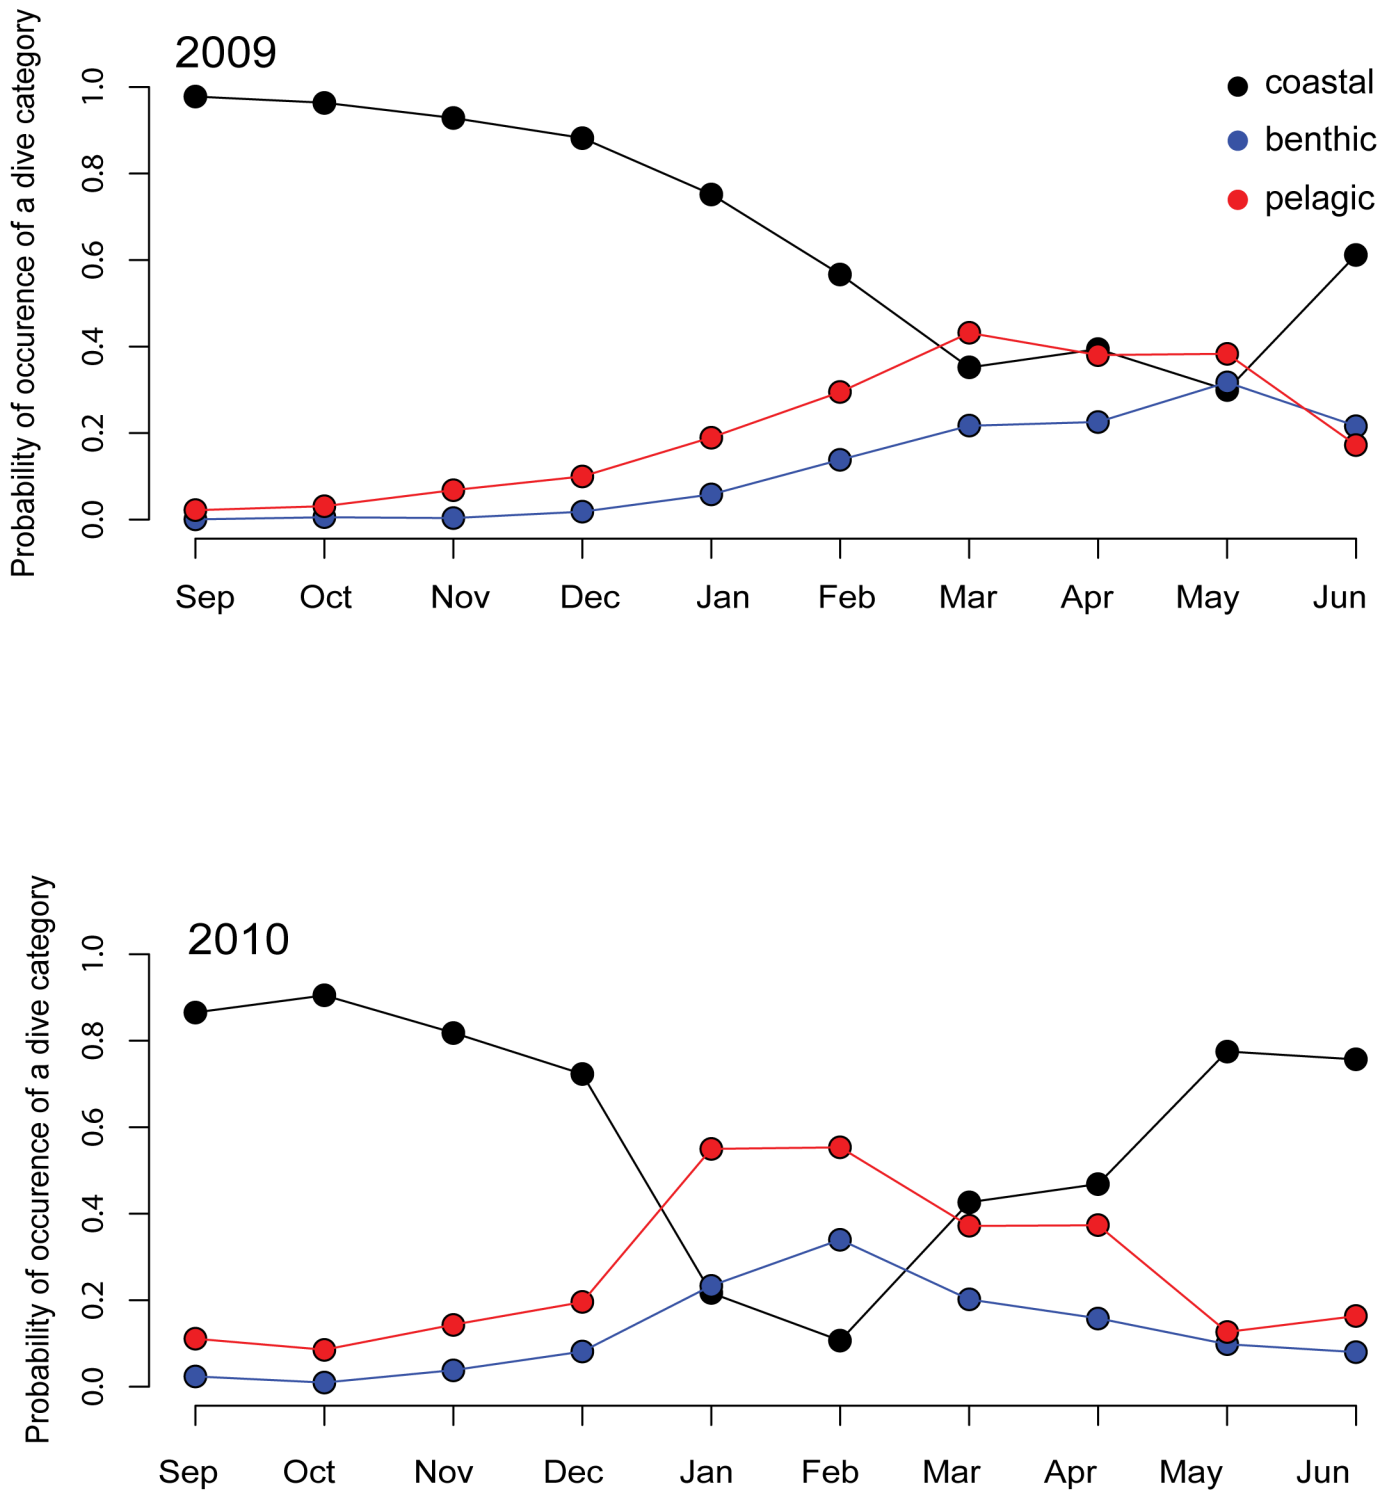 2009
Probability of occurence of a dive category
1.0
0.8
0.6
0.4
0.2
0.0
coastal
benthic
pelagic
Sep Oct Nov Dec Jan Feb Mar Apr May Jun
2010
Probability of occurence of a dive category
1.0
0.8
0.6
0.4
0.2
0.0
Sep Oct Nov Dec Jan Feb Mar Apr May Jun